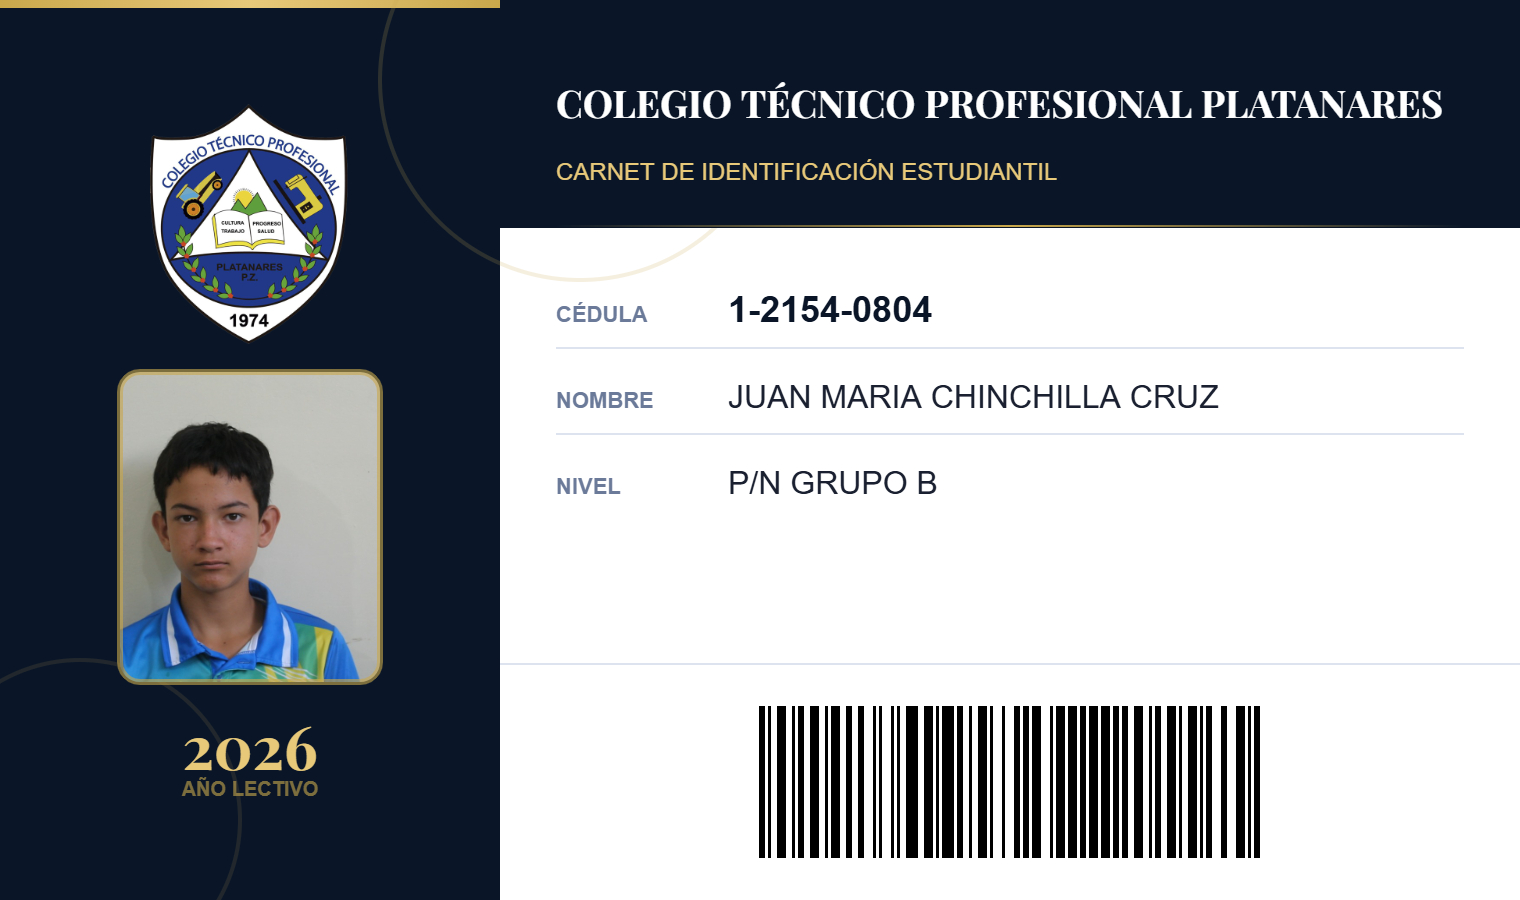 COLEGIO TÉCNICO PROFESIONAL
CULTURA PROGRESO
TRABAJO SALUD
PLATANARES
P.Z.
1974
2026
AÑO LECTIVO
COLEGIO TÉCNICO PROFESIONAL PLATANARES
CARNET DE IDENTIFICACIÓN ESTUDIANTIL
CÉDULA 1-2154-0804
NOMBRE JUAN MARIA CHINCHILLA CRUZ
NIVEL P/N GRUPO B